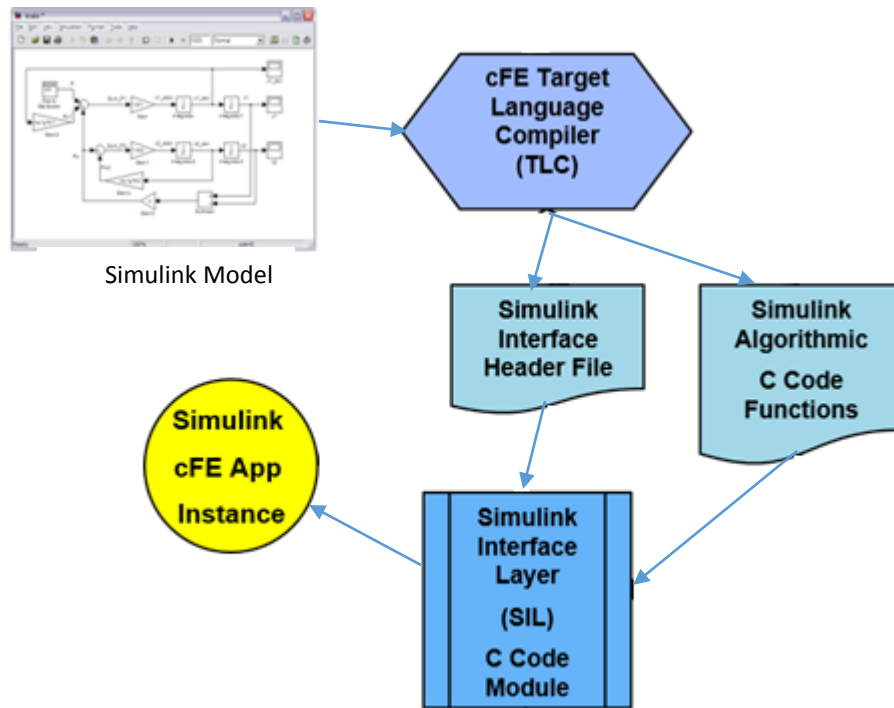 cFE Target
Language
Compiler
(TLC)
Simulink Model
Simulink
Interface
Header File
Simulink
Algorithmic
C Code
Functions
Simulink
cFE App
Instance
Simulink
Interface
Layer
(SIL)
C Code
Module